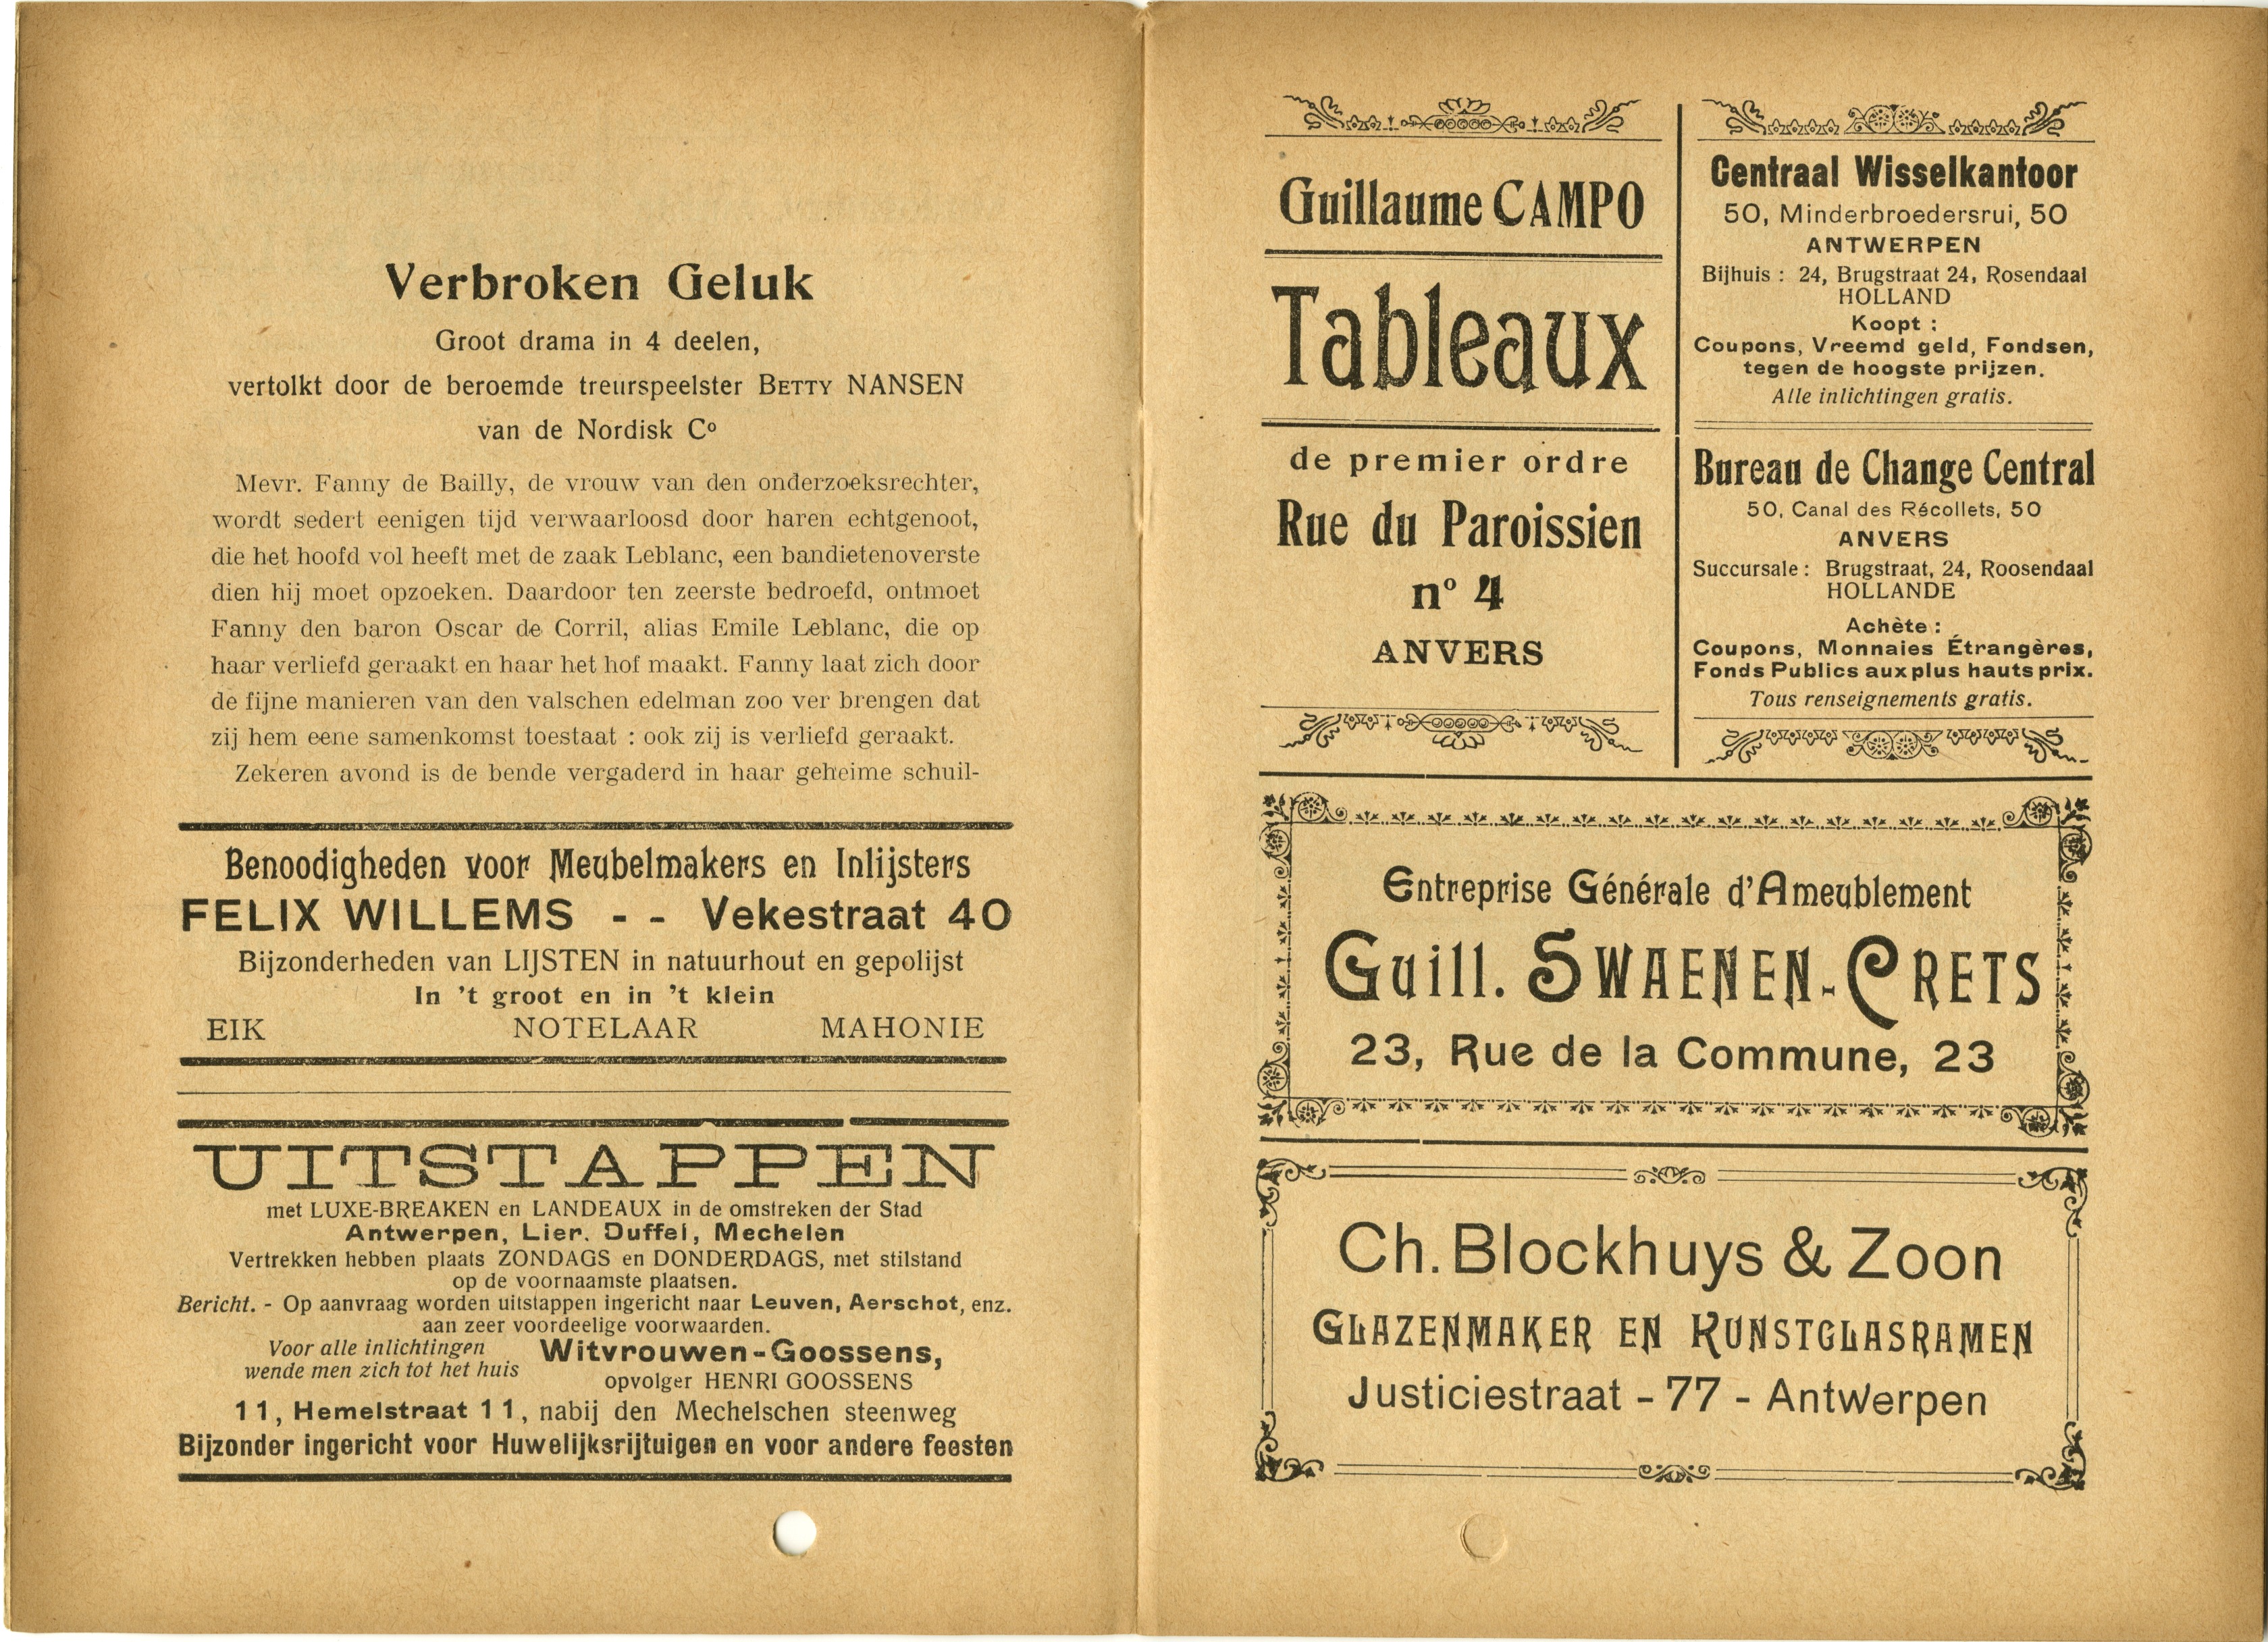 Verbroken Geluk
Groot drama in 4 deelen,
vertolkt door de beroemde treurspeelster BETTY NANSEN
van de Nordisk Cº
Mevr. Fanny de Bailly, de vrouw van den onderzoeksrechter,
wordt sedert eenigen tijd verwaarloosd door haren echtgenoot,
die het hoofd vol heeft met de zaak Leblanc, een bandietenoverste
dien hij moet opzoeken. Daardoor ten zeerste bedroefd, ontmoet
Fanny den baron Oscar de Corril, alias Emile Leblanc, die op
haar verliefd geraakt en haar het hof maakt. Fanny laat zich door
de fijne manieren van den valschen edelman zoo ver brengen dat
zij hem eene samenkomst toestaat : ook zij is verliefd geraakt.
Zekeren avond is de bende vergaderd in haar geheime schuil-
Benoodigheden voor Meubelmakers en Inlijsters
FELIX WILLEMS - - Vekestraat 40
Bijzonderheden van LIJSTEN in natuurhout en gepolijst
In 't groot en in 't klein
EIK NOTELAAR MAHONIE
UITSTAPPEN
met LUXE-BREAKEN en LANDEAUX in de omstreken der Stad
Antwerpen, Lier. Duffel, Mechelen
Vertrekken hebben plaats ZONDAGS en DONDERDAGS, met stilstand
op de voornaamste plaatsen.
Bericht. - Op aanvraag worden uitstappen ingericht naar Leuven, Aerschot, enz.
aan zeer voordeelige voorwaarden.
Voor alle inlichtingen
wende men zich tot het huis
Witvrouwen-Goossens,
opvolger HENRI GOOSSENS
11, Hemelstraat 11, nabij den Mechelschen steenweg
Bijzonder ingericht voor Huwelijksrijtuigen en voor andere feesten
Guillaume CAMPO
Tableaux
de premier ordre
Rue du Paroissien
nº 4
ANVERS
Centraal Wisselkantoor
50, Minderbroedersrui, 50
ANTWERPEN
Bijhuis : 24, Brugstraat 24, Rosendaal
HOLLAND
Koopt :
Coupons, Vreemd geld, Fondsen,
tegen de hoogste prijzen.
Alle inlichtingen gratis.
Bureau de Change Central
50, Canal des Récollets, 50
ANVERS
Succursale : Brugstraat, 24, Roosendaal
HOLLANDE
Achète :
Coupons, Monnaies Étrangères,
Fonds Publics aux plus hauts prix.
Tous renseignements gratis.
Entreprise Générale d'Ameublement
Guill. SWAENEN-CRETS
23, Rue de la Commune, 23
Ch. Blockhuys & Zoon
GLAZENMAKER EN KUNSTGLASRAMEN
Justiciestraat - 77 - Antwerpen